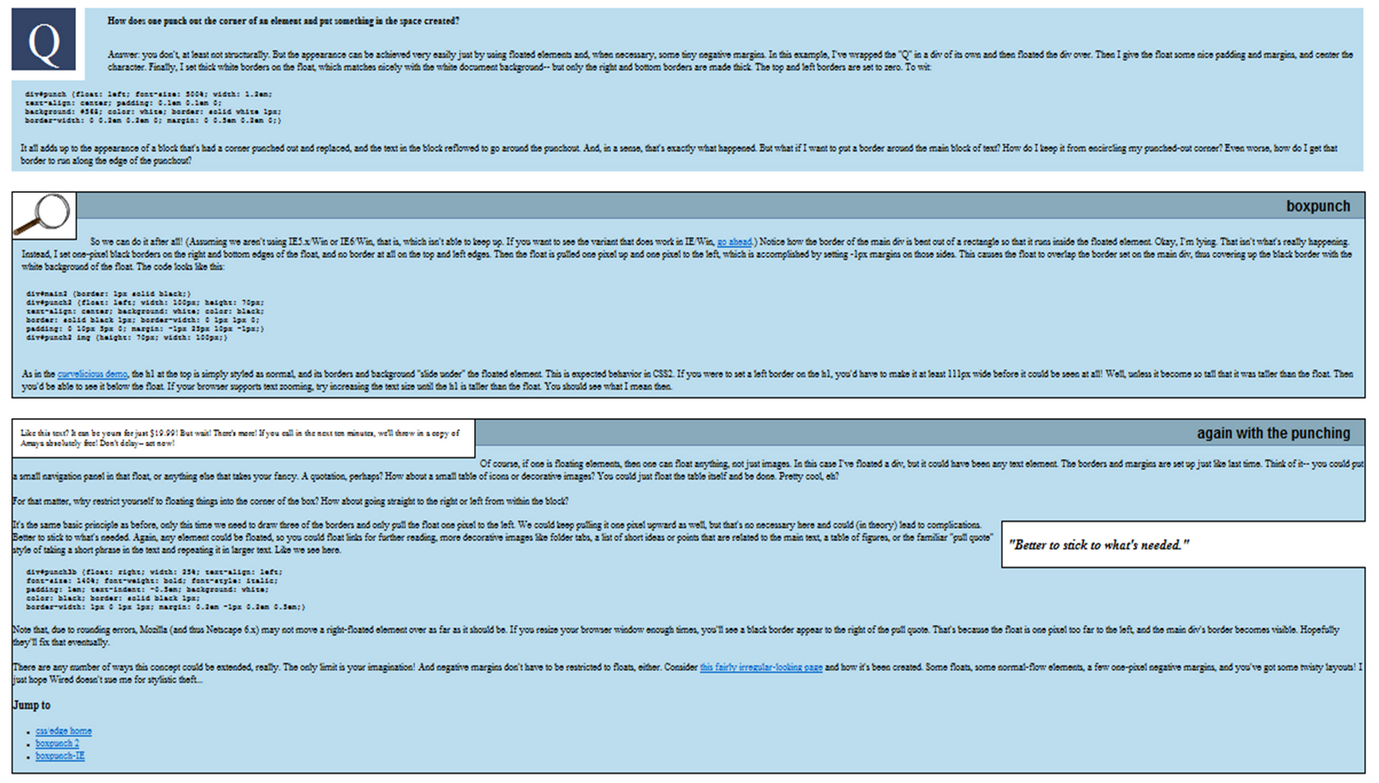 Q
How does one punch out the corner of an element and put something in the space created?
Answer: you don't, at least not structurally. But the appearance can be achieved very easily just by using floated elements and, when necessary, some tiny negative margins. In this example, I've wrapped the "Q" in a div of its own and then floated the div over. Then I give the float some nice padding and margins, and center the
character. Finally, I set thick white borders on the float, which matches nicely with the white document background-- but only the right and bottom borders are made thick. The top and left borders are set to zero. To wit:
div#punch {float: left; font-size: 500%; width: 1.2em;
text-align: center; padding: 0.1em 0.1em 0;
background: #368; color: white; border: solid white 1px;
border-width: 0 0.2em 0.2em 0; margin: 0 0.5em 0.2em 0;}
It all adds up to the appearance of a block that's had a corner punched out and replaced, and the text in the block reflowed to go around the punchout. And, in a sense, that's exactly what happened. But what if I want to put a border around the main block of text? How do I keep it from encircling my punched-out corner? Even worse, how do I get that
border to run along the edge of the punchout?
boxpunch
So we can do it after all! (Assuming we aren't using IE5.x/Win or IE6/Win, that is, which isn't able to keep up. If you want to see the variant that does work in IE/Win, go ahead.) Notice how the border of the main div is bent out of a rectangle so that it runs inside the floated element. Okay, I'm lying. That isn't what's really happening.
Instead, I set one-pixel black borders on the right and bottom edges of the float, and no border at all on the top and left edges. Then the float is pulled one pixel up and one pixel to the left, which is accomplished by setting -1px margins on those sides. This causes the float to overlap the border set on the main div, thus covering up the black border with the
white background of the float. The code looks like this:
div#main2 {border: 1px solid black;}
div#punch2 {float: left; width: 100px; height: 70px;
text-align: center; background: white; color: black;
border: solid black 1px; border-width: 0 1px 1px 0;
padding: 0 10px 5px 0; margin: -1px 25px 10px -1px;}
div#punch2 img {height: 70px; width: 100px;}
As in the curvelicious demo, the h1 at the top is simply styled as normal, and its borders and background "slide under" the floated element. This is expected behavior in CSS2. If you were to set a left border on the h1, you'd have to make it at least 111px wide before it could be seen at all! Well, unless it become so tall that it was taller than the float. Then
you'd be able to see it below the float. If your browser supports text zooming, try increasing the text size until the h1 is taller than the float. You should see what I mean then.
Like this text? It can be yours for just $19.99! But wait! There's more! If you call in the next ten minutes, we'll throw in a copy of
Amaya absolutely free! Don't delay-- act now!
again with the punching
Of course, if one is floating elements, then one can float anything, not just images. In this case I've floated a div, but it could have been any text element. The borders and margins are set up just like last time. Think of it-- you could put
a small navigation panel in that float, or anything else that takes your fancy. A quotation, perhaps? How about a small table of icons or decorative images? You could just float the table itself and be done. Pretty cool, eh?
For that matter, why restrict yourself to floating things into the corner of the box? How about going straight to the right or left from within the block?
It's the same basic principle as before, only this time we need to draw three of the borders and only pull the float one pixel to the left. We could keep pulling it one pixel upward as well, but that's no necessary here and could (in theory) lead to complications.
Better to stick to what's needed. Again, any element could be floated, so you could float links for further reading, more decorative images like folder tabs, a list of short ideas or points that are related to the main text, a table of figures, or the familiar "pull quote"
style of taking a short phrase in the text and repeating it in larger text. Like we see here.
"Better to stick to what's needed."
div#punch3b {float: right; width: 25%; text-align: left;
font-size: 140%; font-weight: bold; font-style: italic;
padding: 1em; text-indent: -0.5em; background: white;
color: black; border: solid black 1px;
border-width: 1px 0 1px 1px; margin: 0.2em -1px 0.2em 0.5em;}
Note that, due to rounding errors, Mozilla (and thus Netscape 6.x) may not move a right-floated element over as far as it should be. If you resize your browser window enough times, you'll see a black border appear to the right of the pull quote. That's because the float is one pixel too far to the left, and the main div's border becomes visible. Hopefully
they'll fix that eventually.
There are any number of ways this concept could be extended, really. The only limit is your imagination! And negative margins don't have to be restricted to floats, either. Consider this fairly irregular-looking page and how it's been created. Some floats, some normal-flow elements, a few one-pixel negative margins, and you've got some twisty layouts! I
just hope Wired doesn't sue me for stylistic theft...
Jump to
css/edge home
boxpunch 2
boxpunch-IE